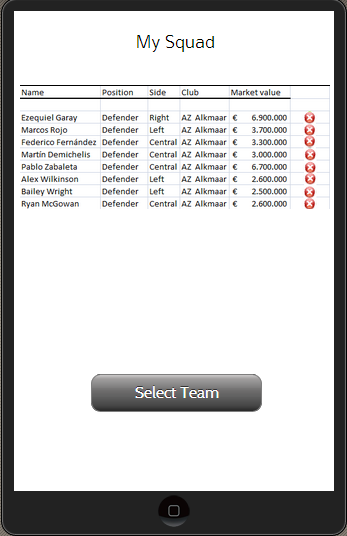 My Squad
Name Position Side Club Market value
Ezequiel Garay Defender Right AZ Alkmaar € 6.900.000
Marcos Rojo Defender Left AZ Alkmaar € 3.700.000
Federico Fernández Defender Central AZ Alkmaar € 3.300.000
Martín Demichelis Defender Central AZ Alkmaar € 3.000.000
Pablo Zabaleta Defender Central AZ Alkmaar € 6.700.000
Alex Wilkinson Defender Left AZ Alkmaar € 2.600.000
Bailey Wright Defender Left AZ Alkmaar € 2.500.000
Ryan McGowan Defender Central AZ Alkmaar € 2.600.000
Select Team